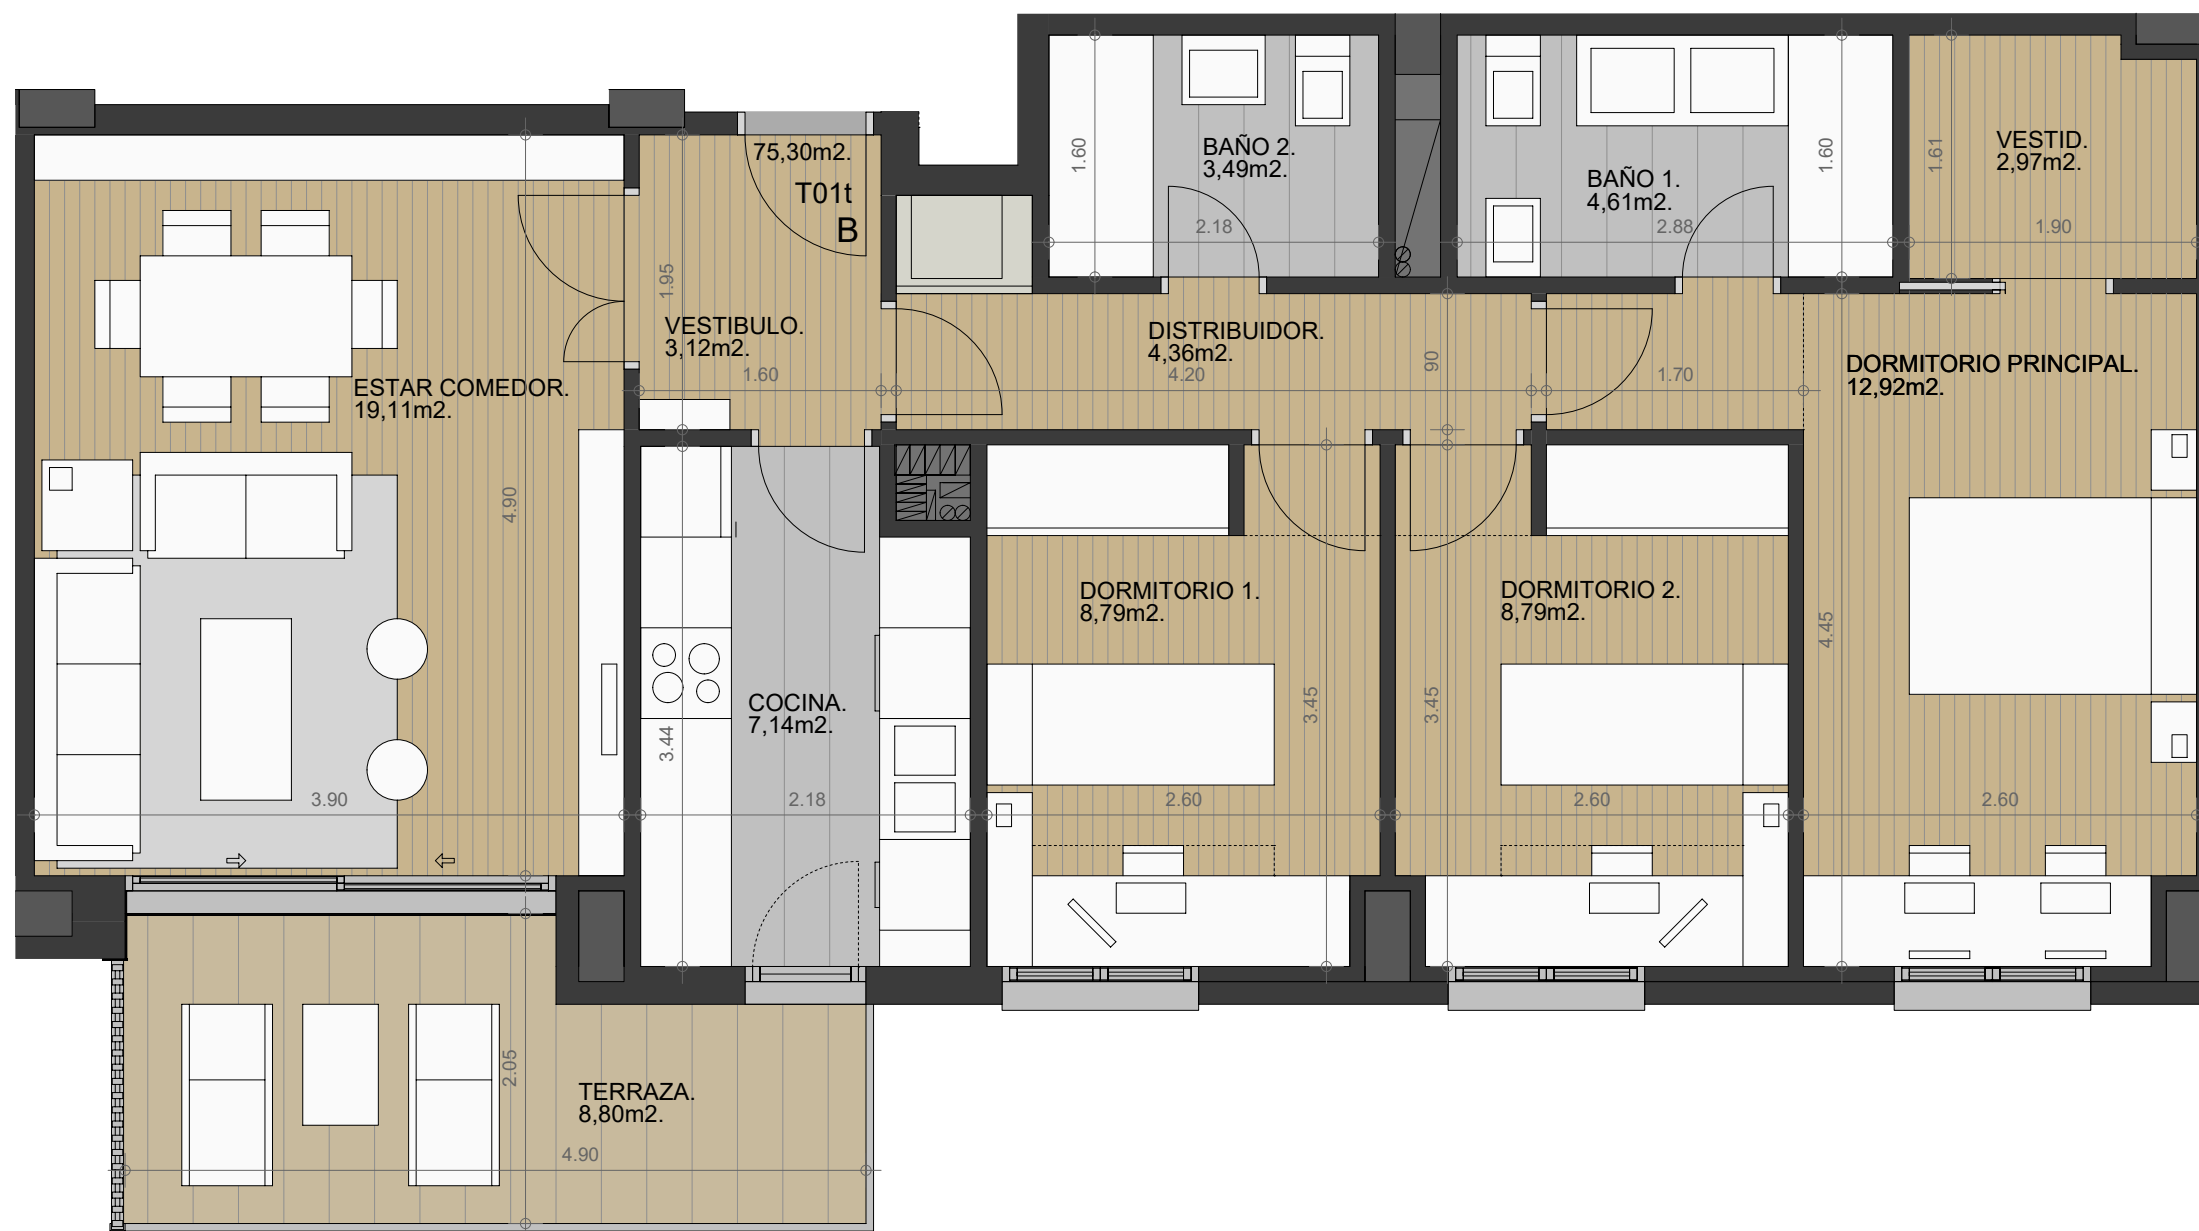 75,30m2.
T01t
B
BAÑO 2.
3,49m2.
1.60
2.18
BAÑO 1.
4,61m2.
1.60
2.88
VESTID.
2,97m2.
1.61
1.90
VESTIBULO.
3,12m2.
1.95
1.60
DISTRIBUIDOR.
4,36m2.
4.20
90
1.70
DORMITORIO PRINCIPAL.
12,92m2.
4.45
2.60
ESTAR COMEDOR.
19,11m2.
4.90
3.90
COCINA.
7,14m2.
3.44
2.18
DORMITORIO 1.
8,79m2.
3.45
2.60
DORMITORIO 2.
8,79m2.
3.45
2.60
TERRAZA.
8,80m2.
2.05
4.90